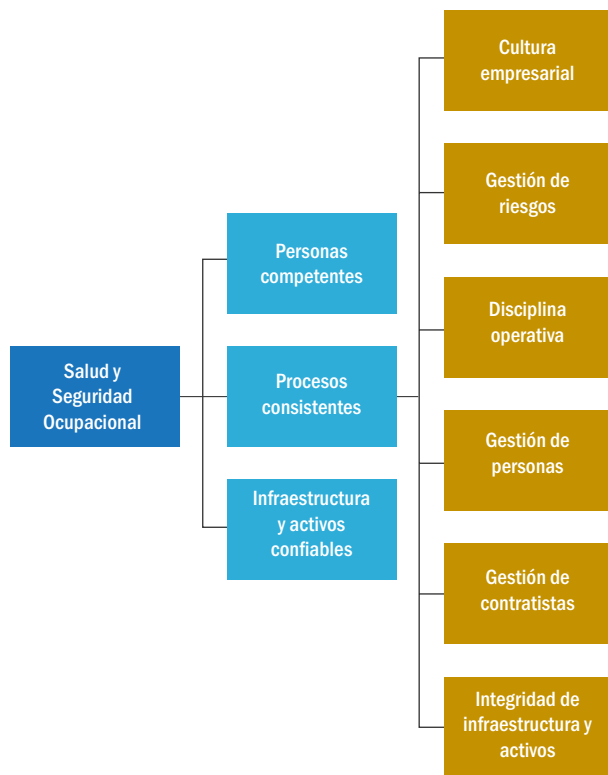 Salud y
Seguridad
Ocupacional
Personas
competentes
Procesos
consistentes
Infraestructura
y activos
confiables
Cultura
empresarial
Gestión de
riesgos
Disciplina
operativa
Gestión de
personas
Gestión de
contratistas
Integridad de
infraestructura y
activos